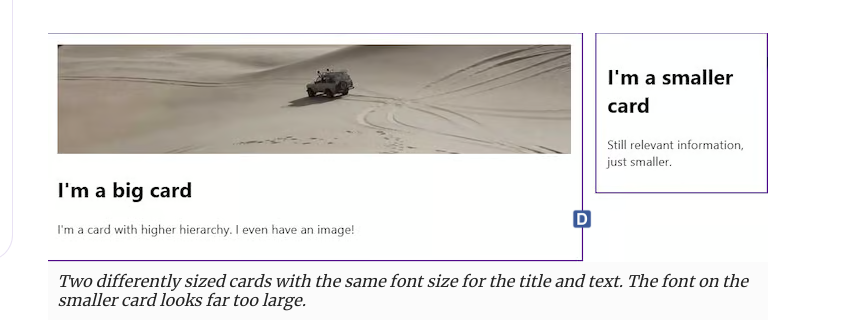 I'm a big card
I'm a card with higher hierarchy. I even have an image!
I'm a smaller
card
Still relevant information,
just smaller.
D
Two differently sized cards with the same font size for the title and text. The font on the
smaller card looks far too large.